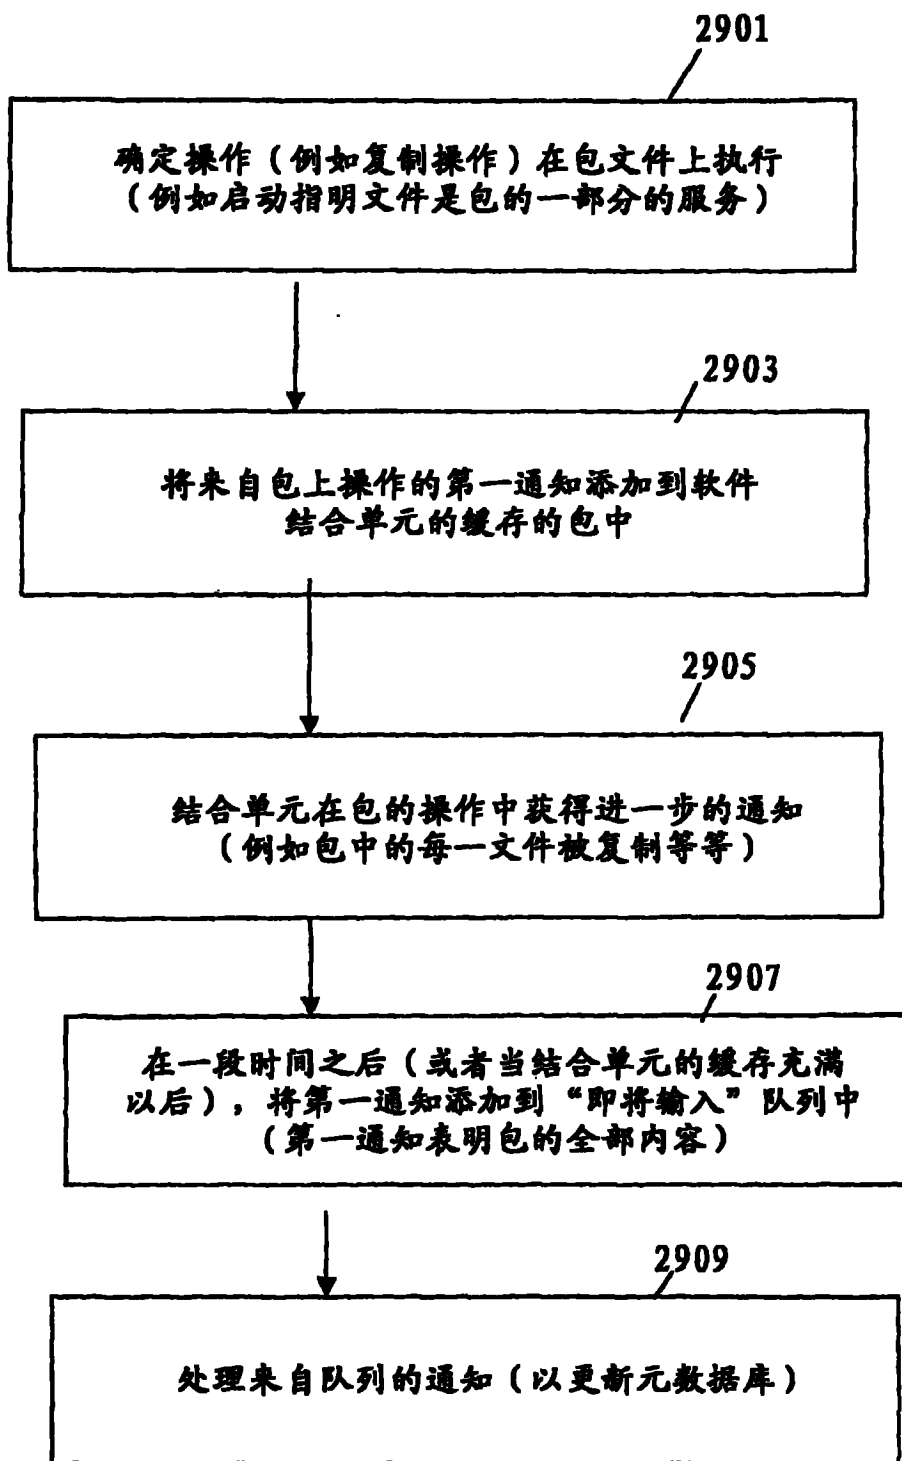 2901
确定操作（例如复制操作）在包文件上执行
（例如启动指明文件是包的一部分的服务）
2903
将来自包上操作的第一通知添加到软件
结合单元的缓存的包中
2905
结合单元在包的操作中获得进一步的通知
（例如包中的每一文件被复制等等）
2907
在一段时间之后（或者当结合单元的缓存充满
以后），将第一通知添加到“即将输入”队列中
（第一通知表明包的全部内容）
2909
处理来自队列的通知（以更新元数据库）